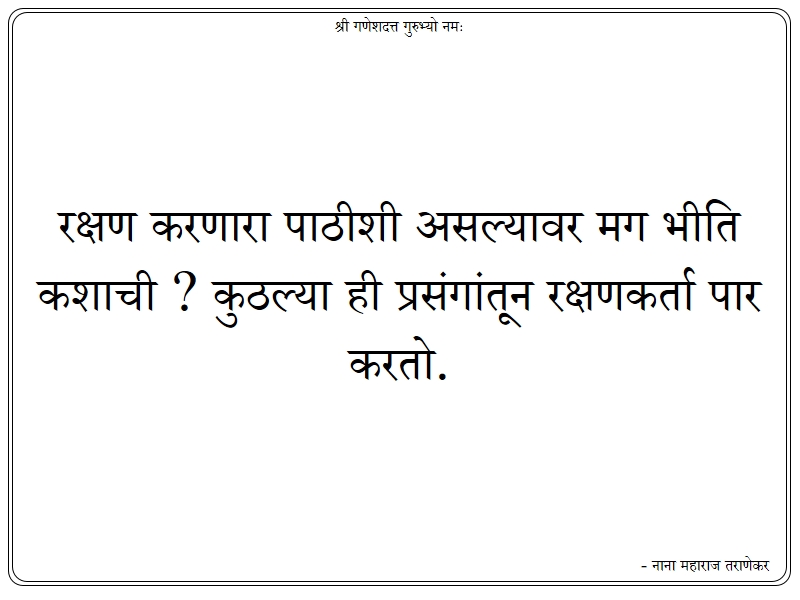 श्री गणेशदत्त गुरुभ्यो नमः
रक्षण करणारा पाठीशी असल्यावर मग भीति
कशाची ? कुठल्या ही प्रसंगांतून रक्षणकर्ता पार
करतो.
- नाना महाराज तराणेकर